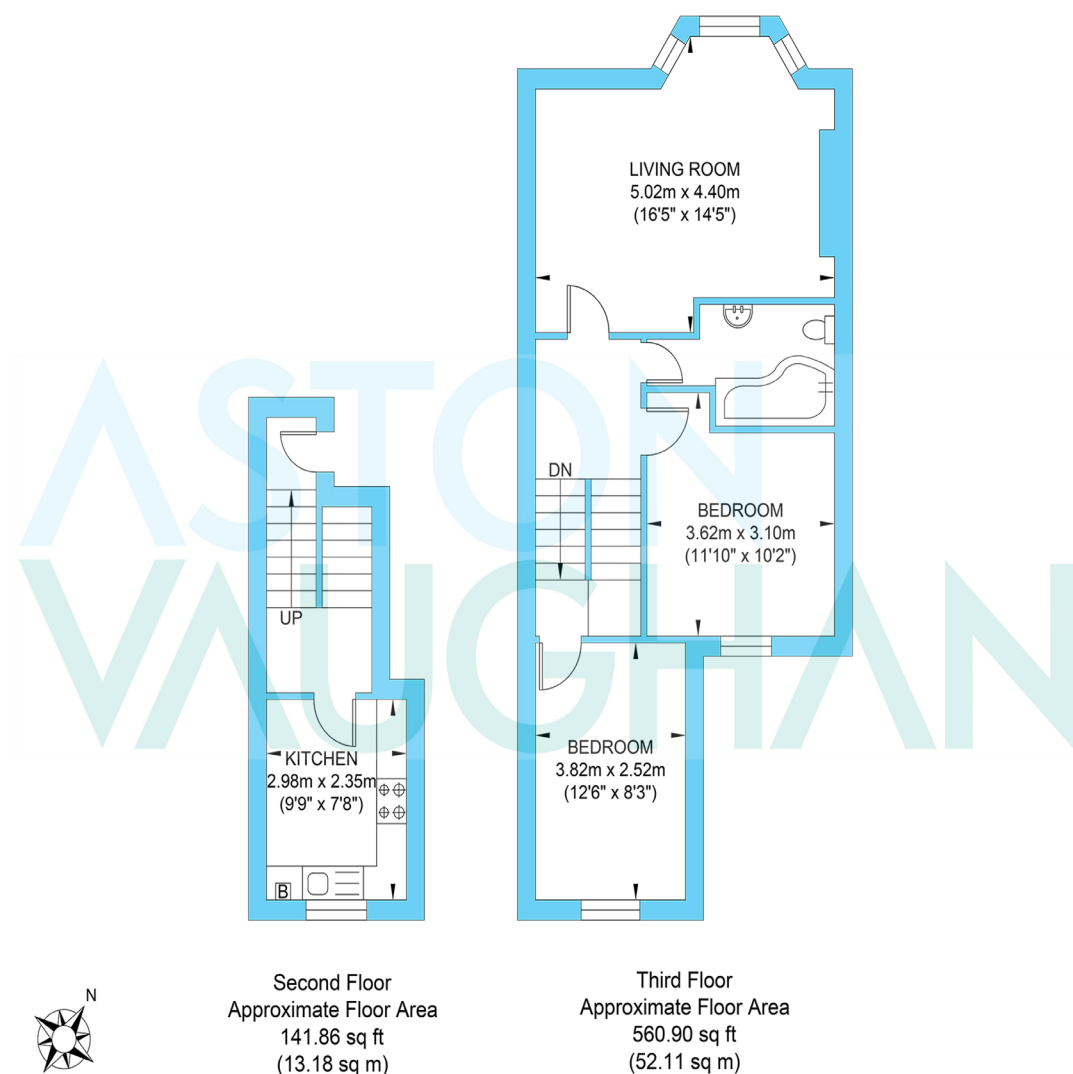 LIVING ROOM
5.02m x 4.40m
(16'5" x 14'5")
ASTON
VAUGHAN
DN
BEDROOM
3.62m x 3.10m
(11'10" x 10'2")
UP
BEDROOM
3.82m x 2.52m
(12'6" x 8'3")
KITCHEN
2.98m x 2.35m
(9'9" x 7'8")
B
N
Second Floor
Approximate Floor Area
141.86 sq ft
(13.18 sq m)
Third Floor
Approximate Floor Area
560.90 sq ft
(52.11 sq m)